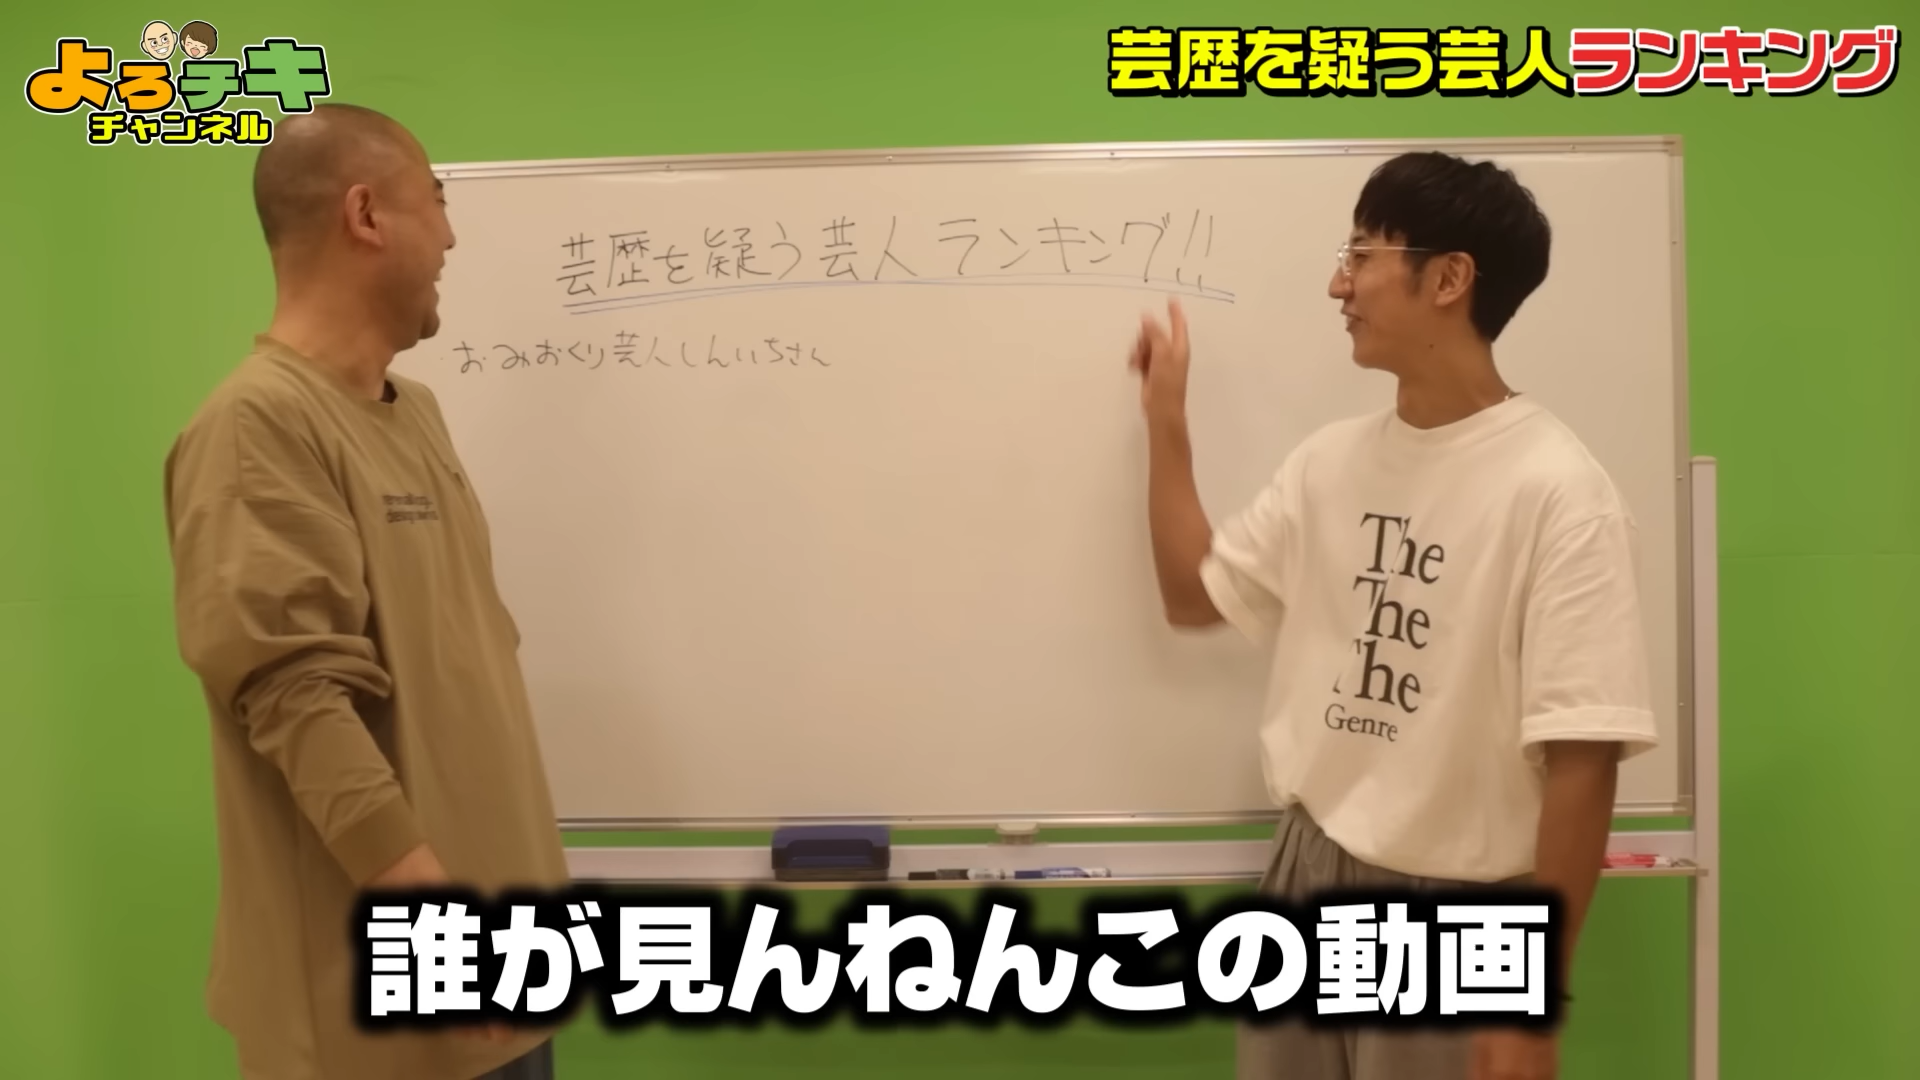 よろチキ
チャンネル
芸歴を疑う芸人ランキング
芸歴を疑う芸人ランキング!!
おみおくり芸人しんいちさん
The
The
The
Genre
誰が見んねんこの動画